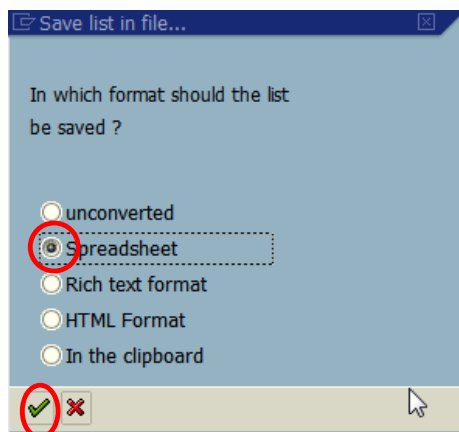 Save list in file...
In which format should the list
be saved ?
unconverted
Spreadsheet
Rich text format
HTML Format
In the clipboard